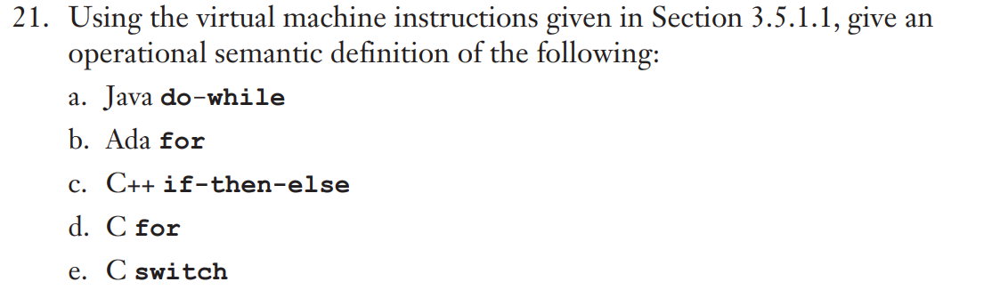 21. Using the virtual machine instructions given in Section 3.5.1.1, give an
operational semantic definition of the following:
a. Java do-while
b. Ada for
c. C++ if-then-else
d. C for
e. C switch